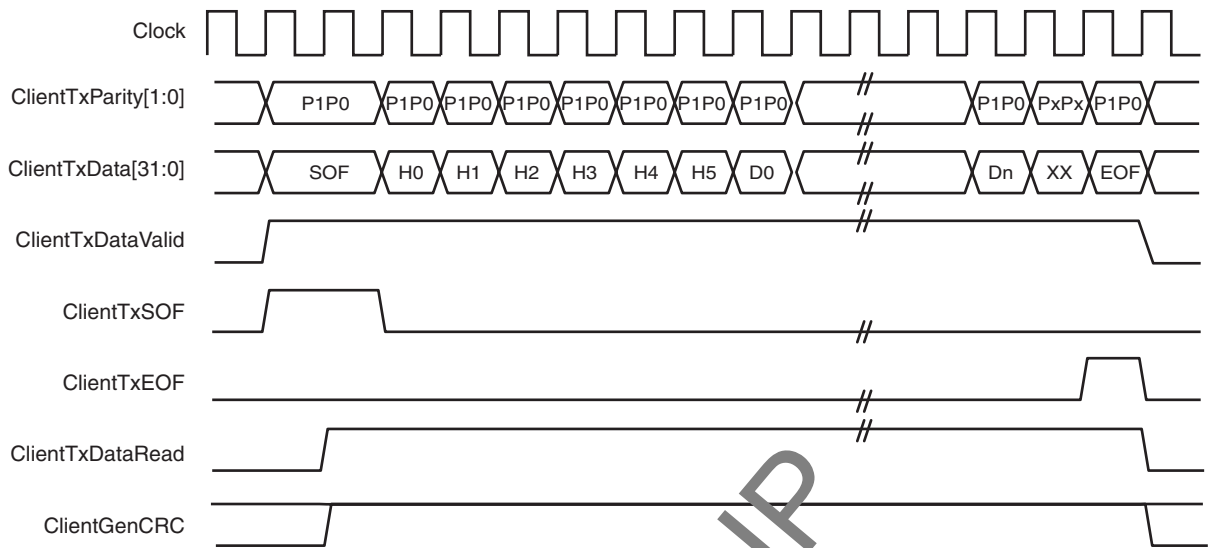 Clock
ClientTxParity[1:0] P1P0 P1P0 P1P0 P1P0 P1P0 P1P0 P1P0 P1P0 P1P0 PxPx P1P0
ClientTxData[31:0] SOF H0 H1 H2 H3 H4 H5 D0 Dn XX EOF
ClientTxDataValid
ClientTxSOF
ClientTxEOF
ClientTxDataRead
ClientGenCRC
IP